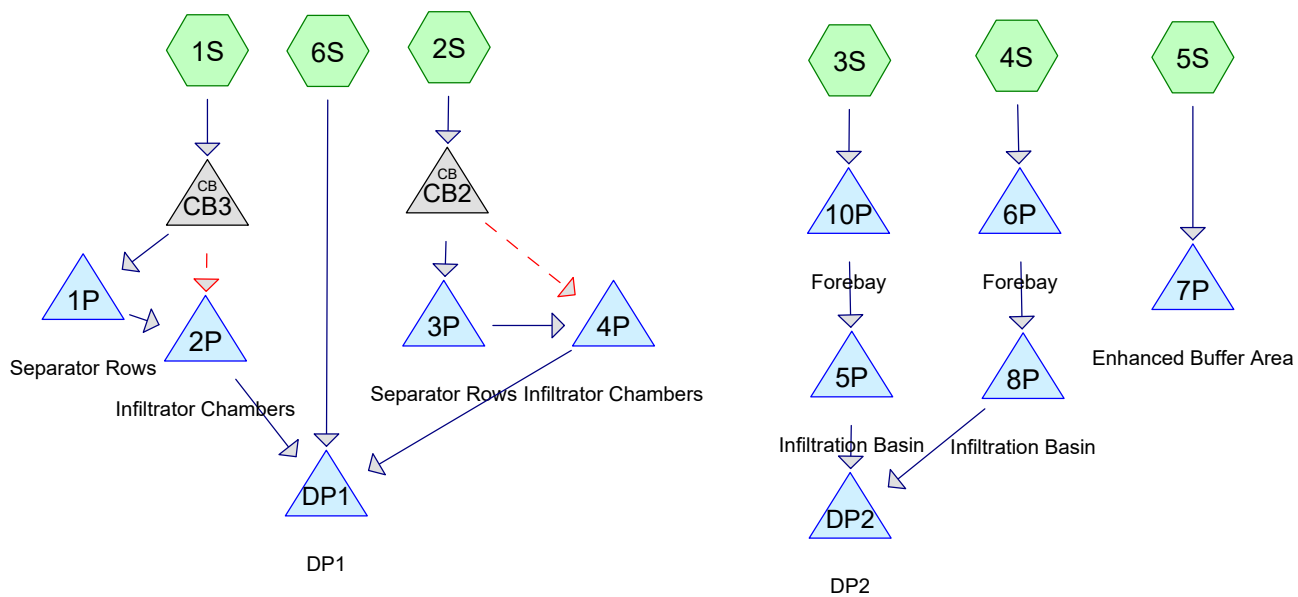 1S
6S
2S
3S
4S
5S
CB
CB3
CB
CB2
10P
6P
Forebay
Forebay
7P
1P
2P
3P
4P
5P
8P
Enhanced Buffer Area
Separator Rows
Infiltrator Chambers
Separator Rows
Infiltrator Chambers
Infiltration Basin
Infiltration Basin
DP1
DP2
DP1
DP2